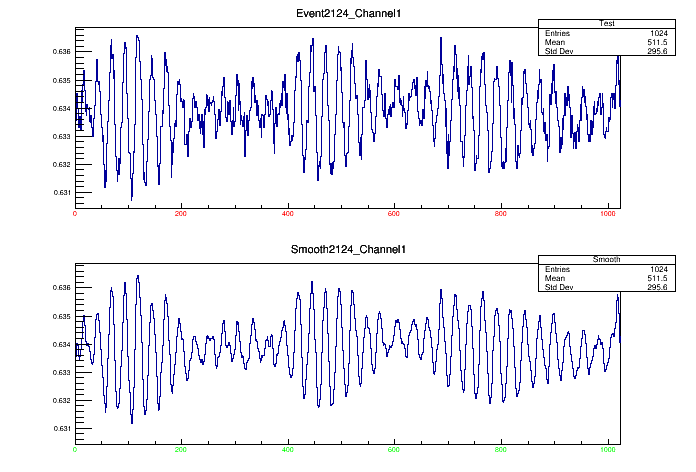 Event2124_Channel1
Test
Entries 1024
Mean 511.5
Std Dev 295.6
0.636
0.635
0.634
0.633
0.632
0.631
0 200 400 600 800 1000
Smooth2124_Channel1
Smooth
Entries 1024
Mean 511.5
Std Dev 295.6
0.636
0.635
0.634
0.633
0.632
0.631
0 200 400 600 800 1000